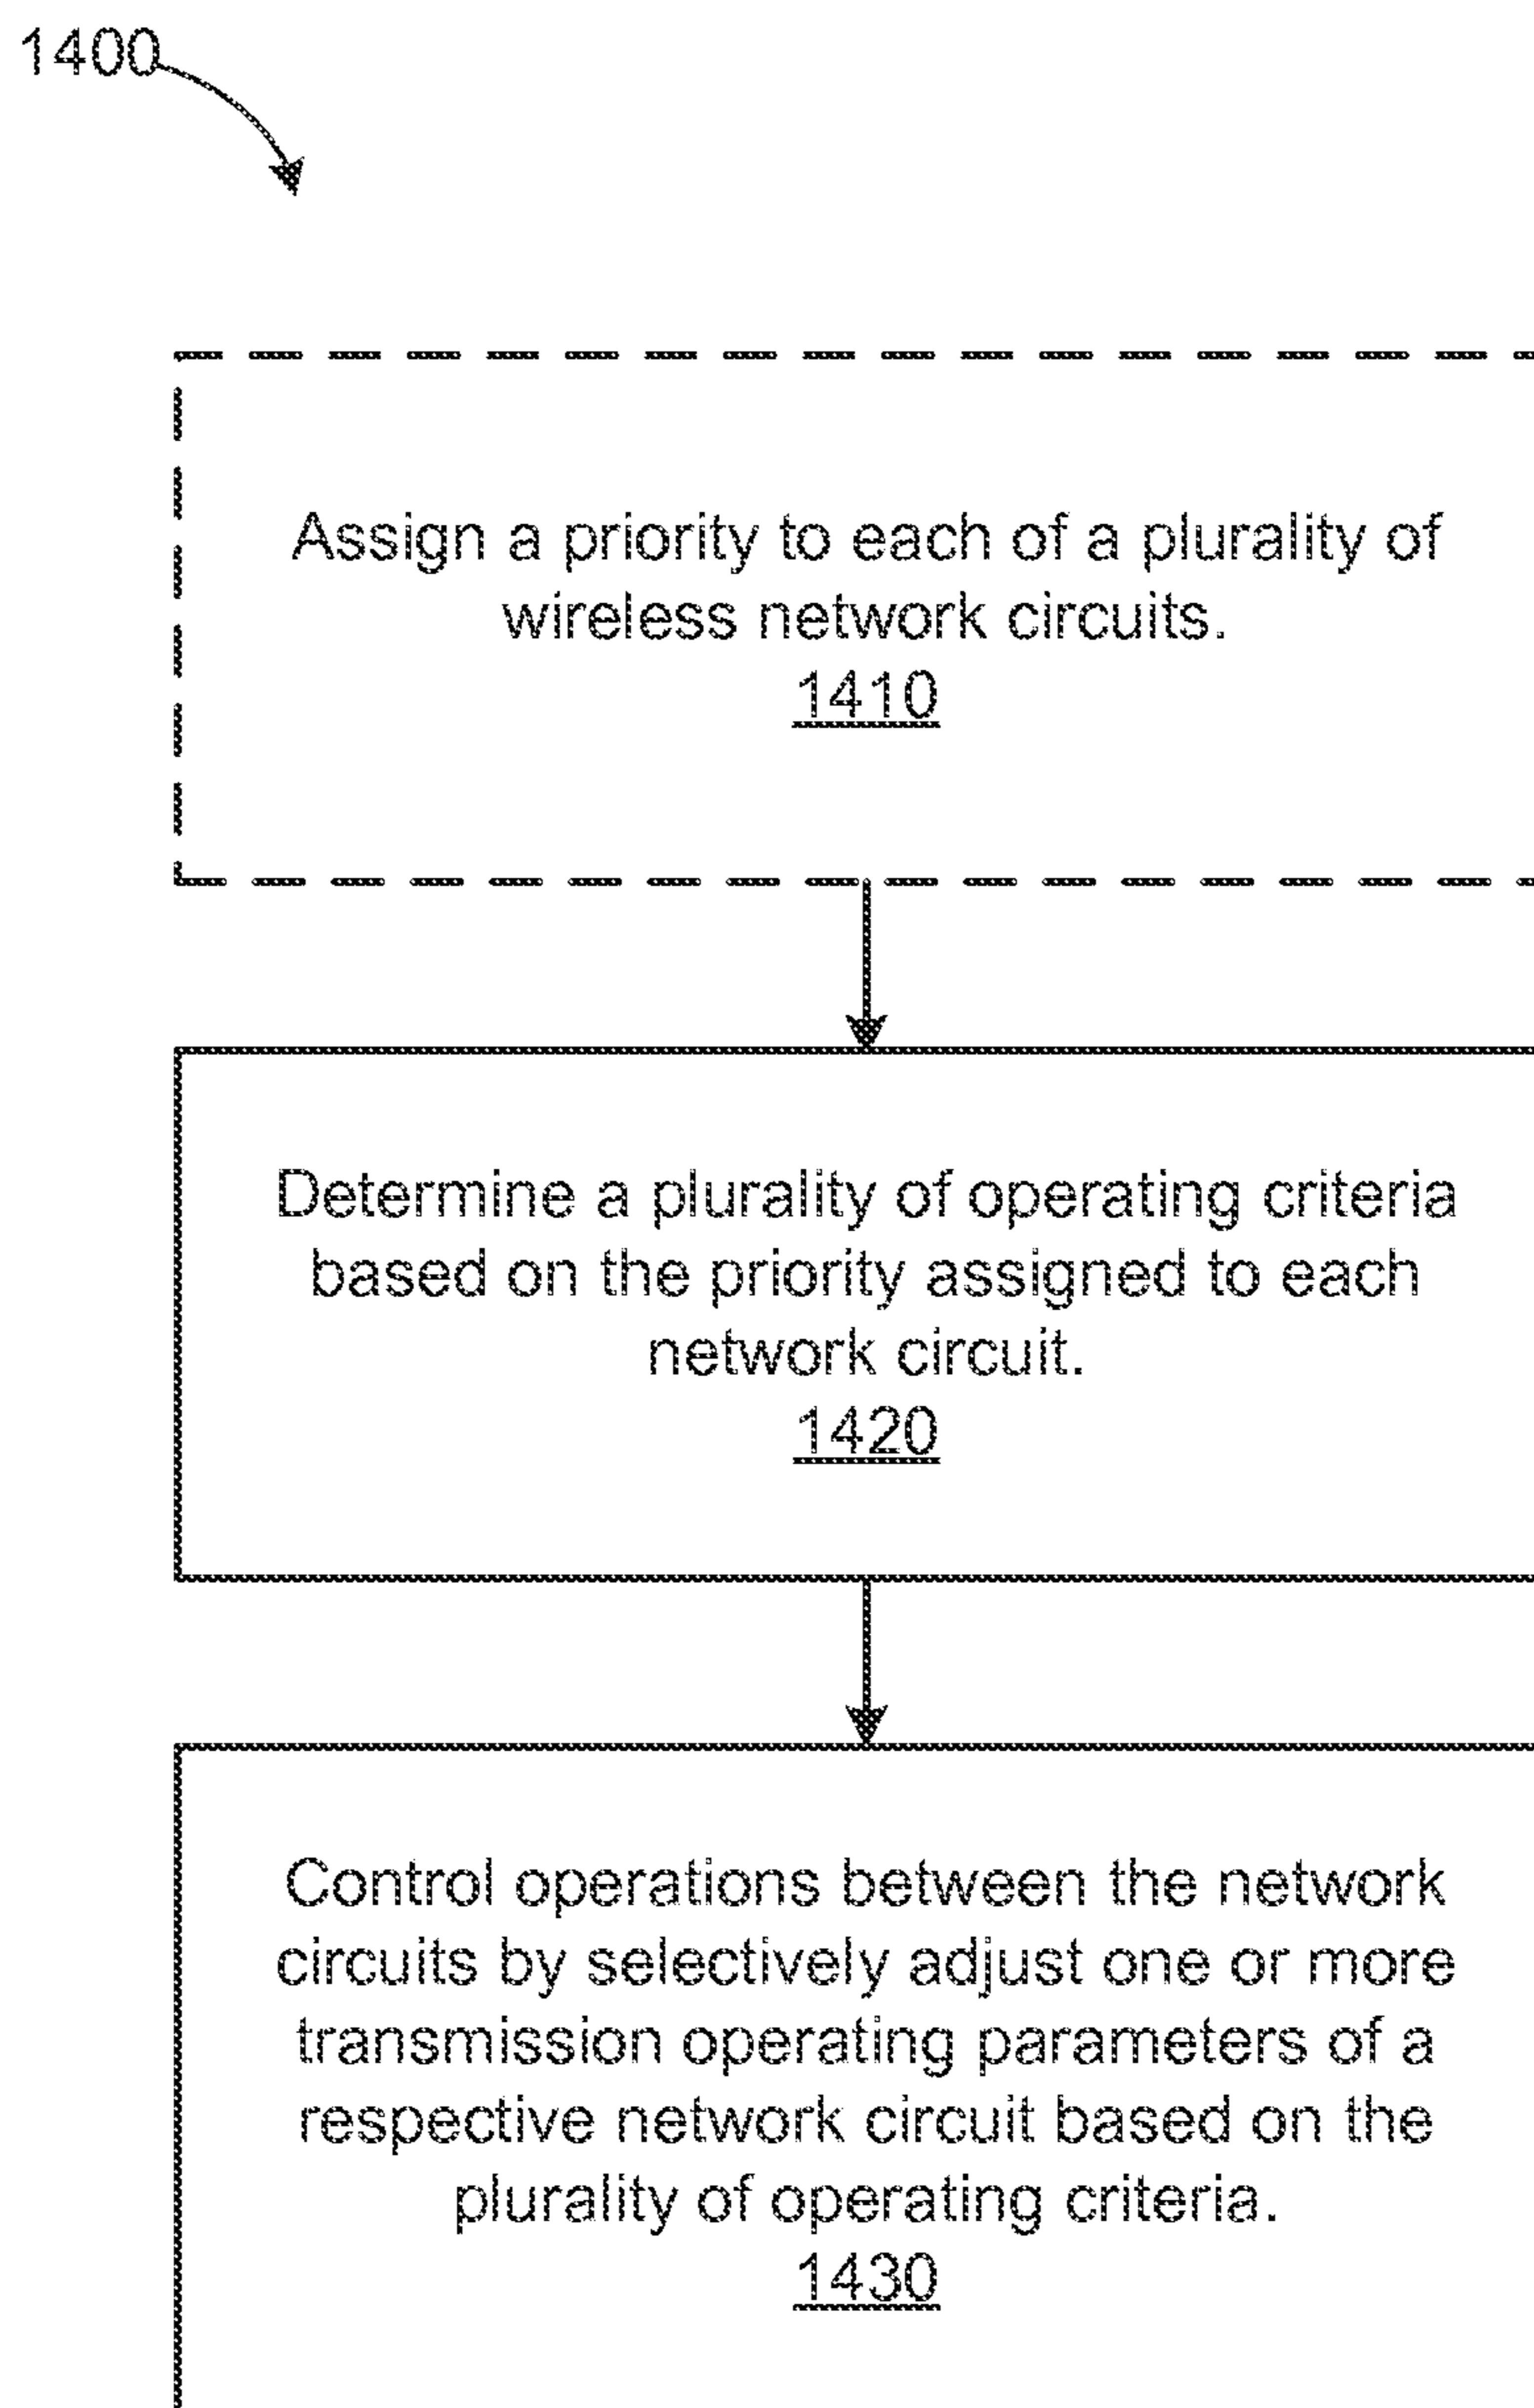 1400
Assign a priority to each of a plurality of
wireless network circuits.
1410
Determine a plurality of operating criteria
based on the priority assigned to each
network circuit.
1420
Control operations between the network
circuits by selectively adjust one or more
transmission operating parameters of a
respective network circuit based on the
plurality of operating criteria.
1430